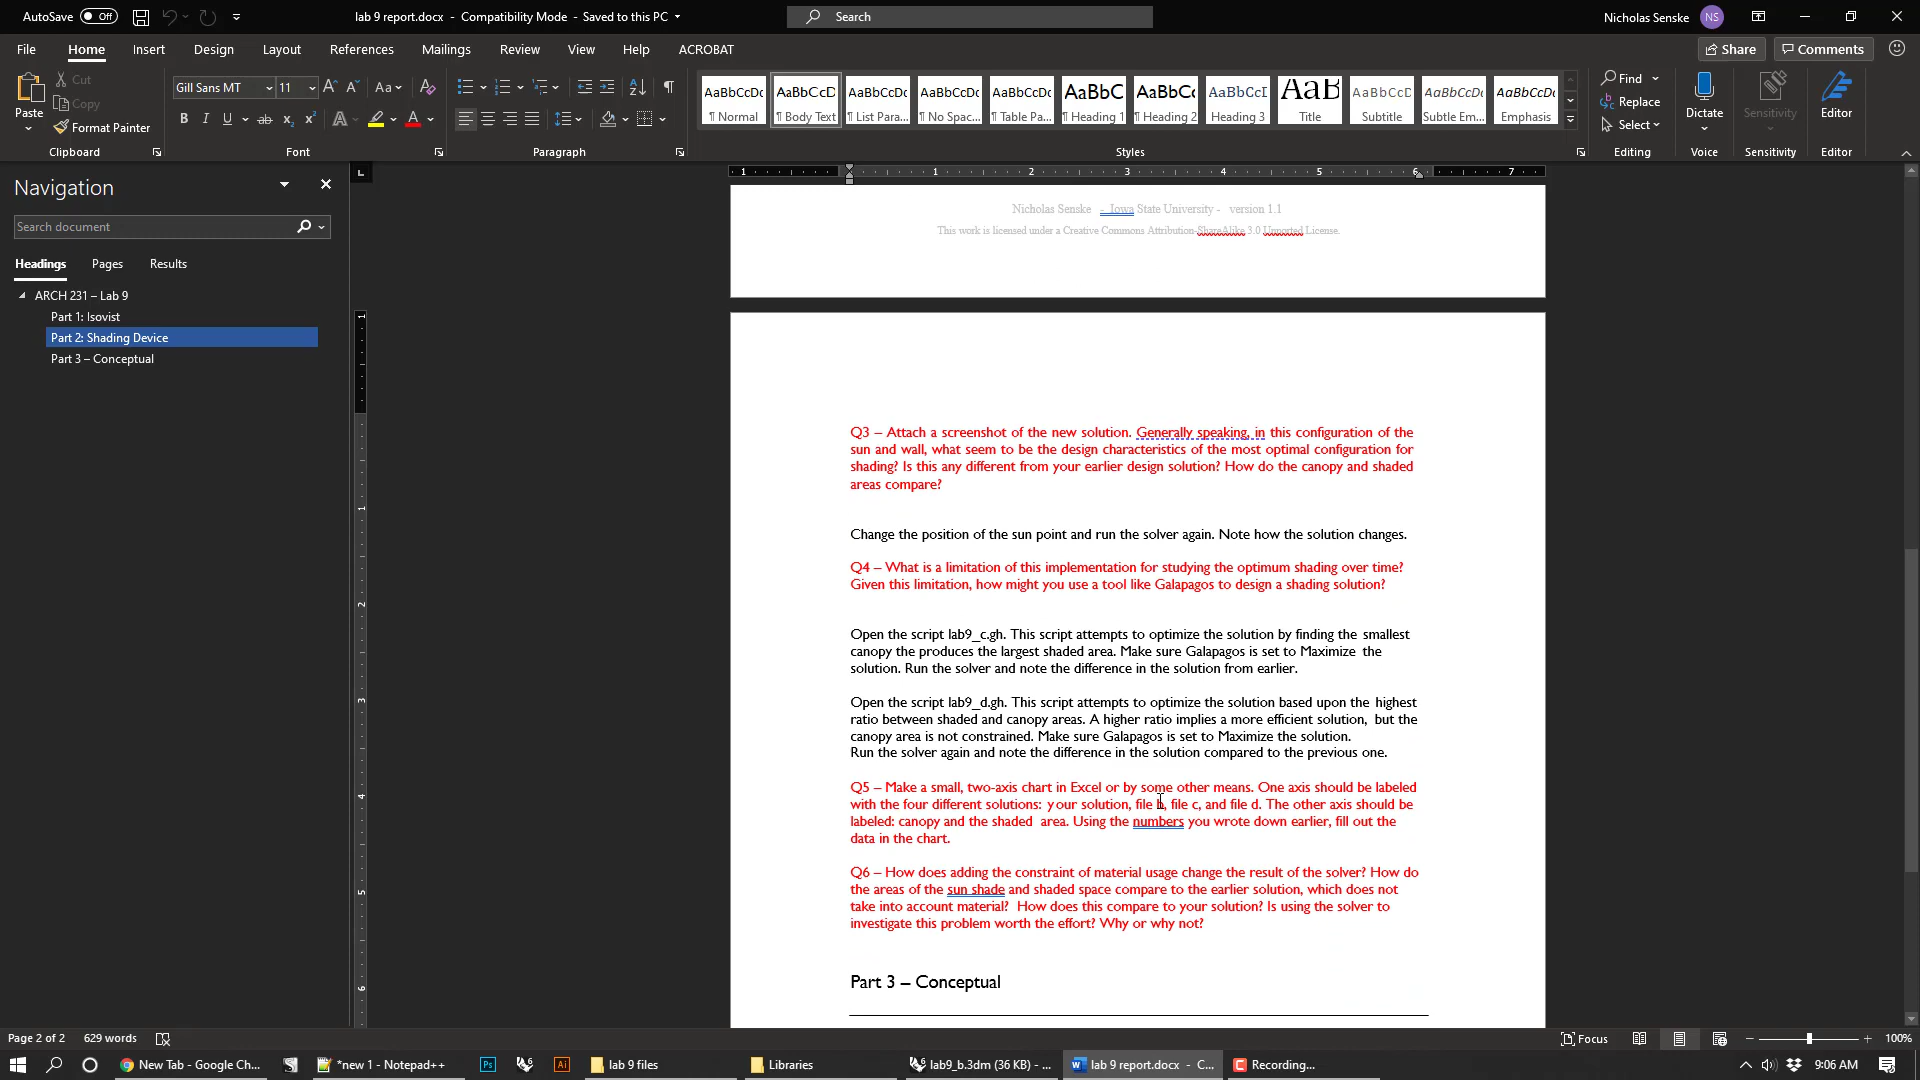 AutoSave Off
lab 9 report.docx - Compatibility Mode - Saved to this PC
Search
Nicholas Senske NS
File Home Insert Design Layout References Mailings Review View Help ACROBAT
Share Comments
Paste
Cut
Copy
Format Painter
Clipboard
Gill Sans MT 11
Font
Paragraph
AaBbCcDc AaBbCcD AaBbCcDc AaBbCcDc AaBbCcDc AaBbC AaBbCc AaBbCcD AaB AaBbCcD AaBbCcDc AaBbCcDc
¶ Normal ¶ Body Text ¶ List Para... ¶ No Spac... ¶ Table Pa... ¶ Heading 1 ¶ Heading 2 Heading 3 Title Subtitle Subtle Em... Emphasis
Styles
Find
Replace
Select
Editing
Dictate
Voice
Sensitivity
Sensitivity
Editor
Editor
Navigation
Search document
Headings Pages Results
ARCH 231 – Lab 9
Part 1: Isovist
Part 2: Shading Device
Part 3 – Conceptual
1 1 2 3 4 5 6 7
1
1
2
3
4
5
6
Nicholas Senske - Iowa State University - version 1.1
This work is licensed under a Creative Commons Attribution-ShareAlike 3.0 Unported License.
Q3 – Attach a screenshot of the new solution. Generally speaking, in this configuration of the
sun and wall, what seem to be the design characteristics of the most optimal configuration for
shading? Is this any different from your earlier design solution? How do the canopy and shaded
areas compare?
Change the position of the sun point and run the solver again. Note how the solution changes.
Q4 – What is a limitation of this implementation for studying the optimum shading over time?
Given this limitation, how might you use a tool like Galapagos to design a shading solution?
Open the script lab9_c.gh. This script attempts to optimize the solution by finding the smallest
canopy the produces the largest shaded area. Make sure Galapagos is set to Maximize the
solution. Run the solver and note the difference in the solution from earlier.
Open the script lab9_d.gh. This script attempts to optimize the solution based upon the highest
ratio between shaded and canopy areas. A higher ratio implies a more efficient solution, but the
canopy area is not constrained. Make sure Galapagos is set to Maximize the solution.
Run the solver again and note the difference in the solution compared to the previous one.
Q5 – Make a small, two-axis chart in Excel or by some other means. One axis should be labeled
with the four different solutions: your solution, file b, file c, and file d. The other axis should be
labeled: canopy and the shaded area. Using the numbers you wrote down earlier, fill out the
data in the chart.
Q6 – How does adding the constraint of material usage change the result of the solver? How do
the areas of the sun shade and shaded space compare to the earlier solution, which does not
take into account material? How does this compare to your solution? Is using the solver to
investigate this problem worth the effort? Why or why not?
Part 3 – Conceptual
Page 2 of 2 629 words
Focus
100%
New Tab - Google Ch...
*new 1 - Notepad++
Ps
Ai
lab 9 files
Libraries
lab9_b.3dm (36 KB) - ...
lab 9 report.docx - C...
Recording...
9:06 AM